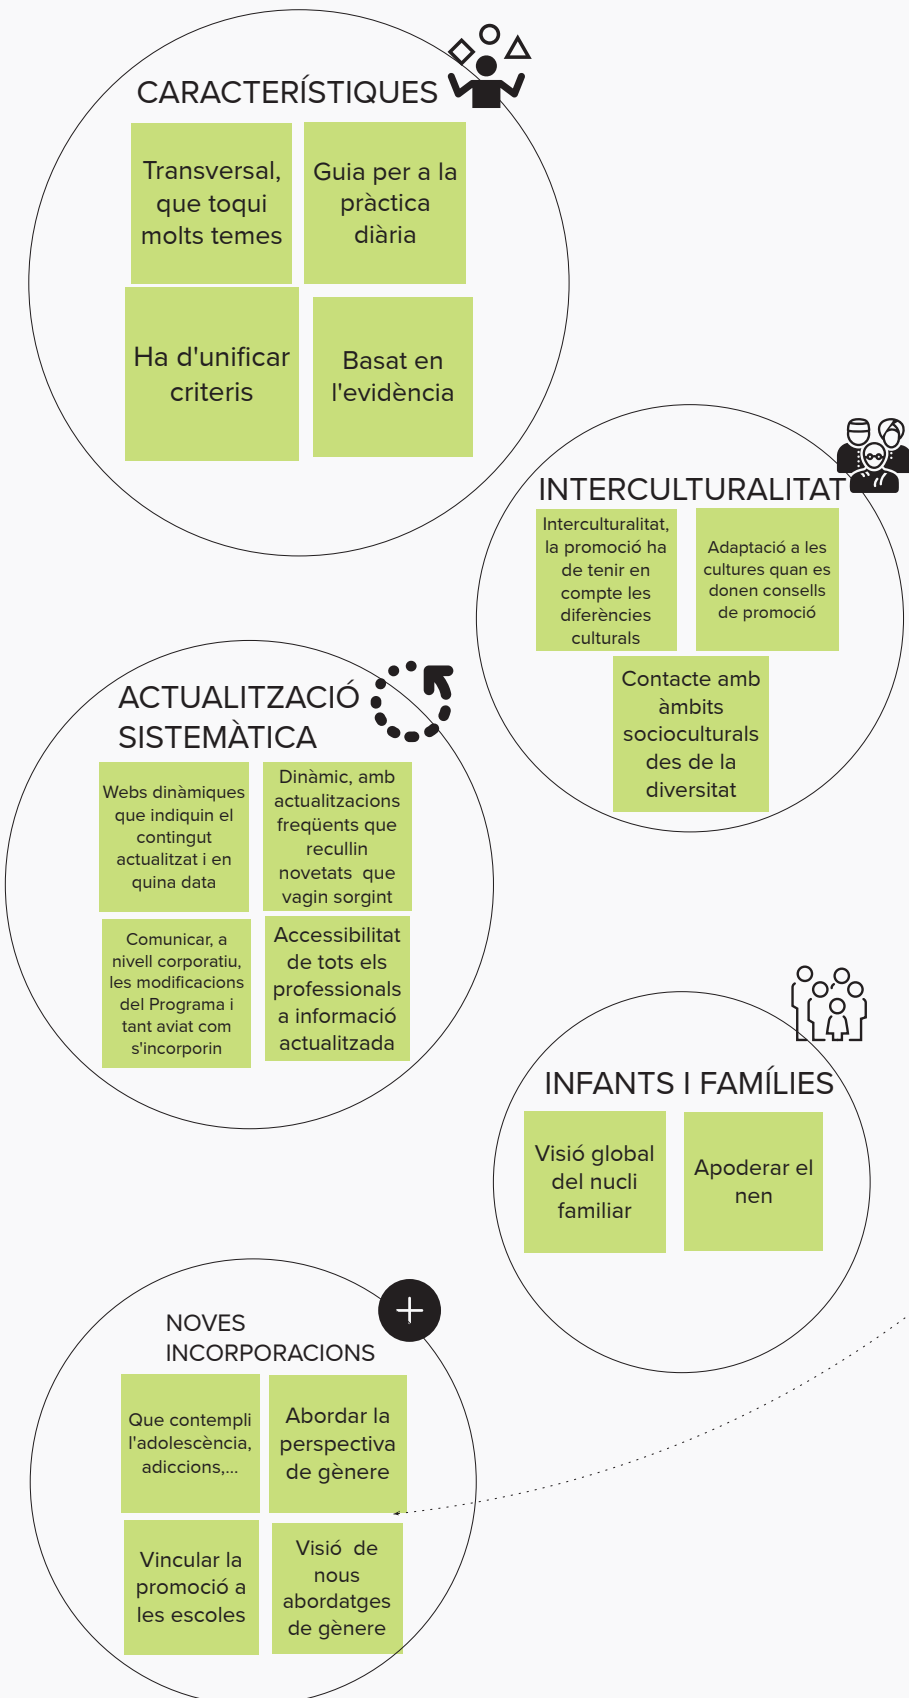 CARACTERÍSTIQUES
Transversal,
que toqui
molts temes
Guia per a la
pràctica
diària
Ha d'unificar
criteris
Basat en
l'evidència
INTERCULTURALITAT
Interculturalitat,
la promoció ha
de tenir en
compte les
diferències
culturals
Adaptació a les
cultures quan es
donen consells
de promoció
Contacte amb
àmbits
socioculturals
des de la
diversitat
ACTUALITZACIÓ
SISTEMÀTICA
Webs dinàmiques
que indiquin el
contingut
actualitzat i en
quina data
Dinàmic, amb
actualitzacions
freqüents que
recullin
novetats que
vagin sorgint
Comunicar, a
nivell corporatiu,
les modificacions
del Programa i
tant aviat com
s'incorporin
Accessibilitat
de tots els
professionals
a informació
actualitzada
INFANTS I FAMÍLIES
Visió global
del nucli
familiar
Apoderar el
nen
NOVES
INCORPORACIONS
Que contempli
l'adolescència,
adiccions,...
Abordar la
perspectiva
de gènere
Vincular la
promoció a
les escoles
Visió de
nous
abordatges
de gènere